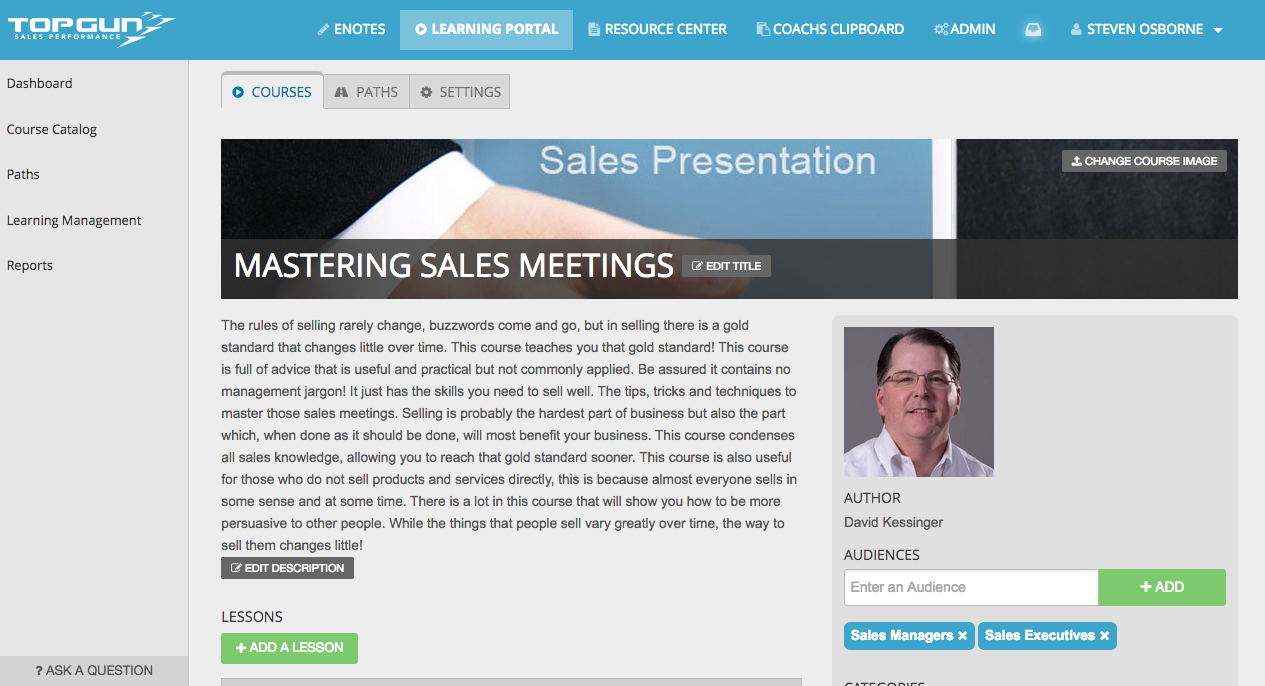 TOPGUN
SALES PERFORMANCE
ENOTES
LEARNING PORTAL
RESOURCE CENTER
COACHS CLIPBOARD
ADMIN
STEVEN OSBORNE
Dashboard
Course Catalog
Paths
Learning Management
Reports
? ASK A QUESTION
COURSES
PATHS
SETTINGS
Sales Presentation
CHANGE COURSE IMAGE
MASTERING SALES MEETINGS
EDIT TITLE
The rules of selling rarely change, buzzwords come and go, but in selling there is a gold
standard that changes little over time. This course teaches you that gold standard! This course
is full of advice that is useful and practical but not commonly applied. Be assured it contains no
management jargon! It just has the skills you need to sell well. The tips, tricks and techniques to
master those sales meetings. Selling is probably the hardest part of business but also the part
which, when done as it should be done, will most benefit your business. This course condenses
all sales knowledge, allowing you to reach that gold standard sooner. This course is also useful
for those who do not sell products and services directly, this is because almost everyone sells in
some sense and at some time. There is a lot in this course that will show you how to be more
persuasive to other people. While the things that people sell vary greatly over time, the way to
sell them changes little!
EDIT DESCRIPTION
LESSONS
+ ADD A LESSON
AUTHOR
David Kessinger
AUDIENCES
Enter an Audience
+ ADD
Sales Managers ×
Sales Executives ×
CATEGORIES